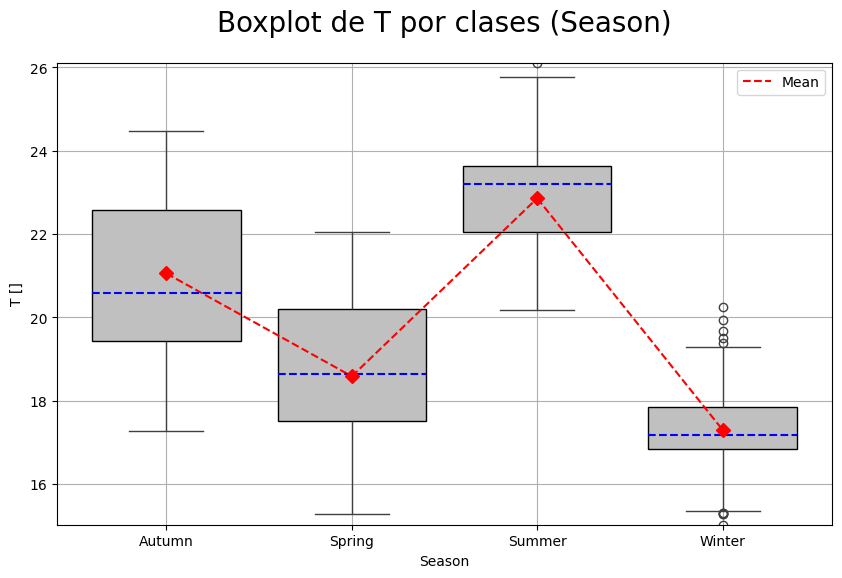 Boxplot de T por clases (Season)
Mean
26
24
22
20
18
16
T []
Autumn
Spring
Summer
Winter
Season